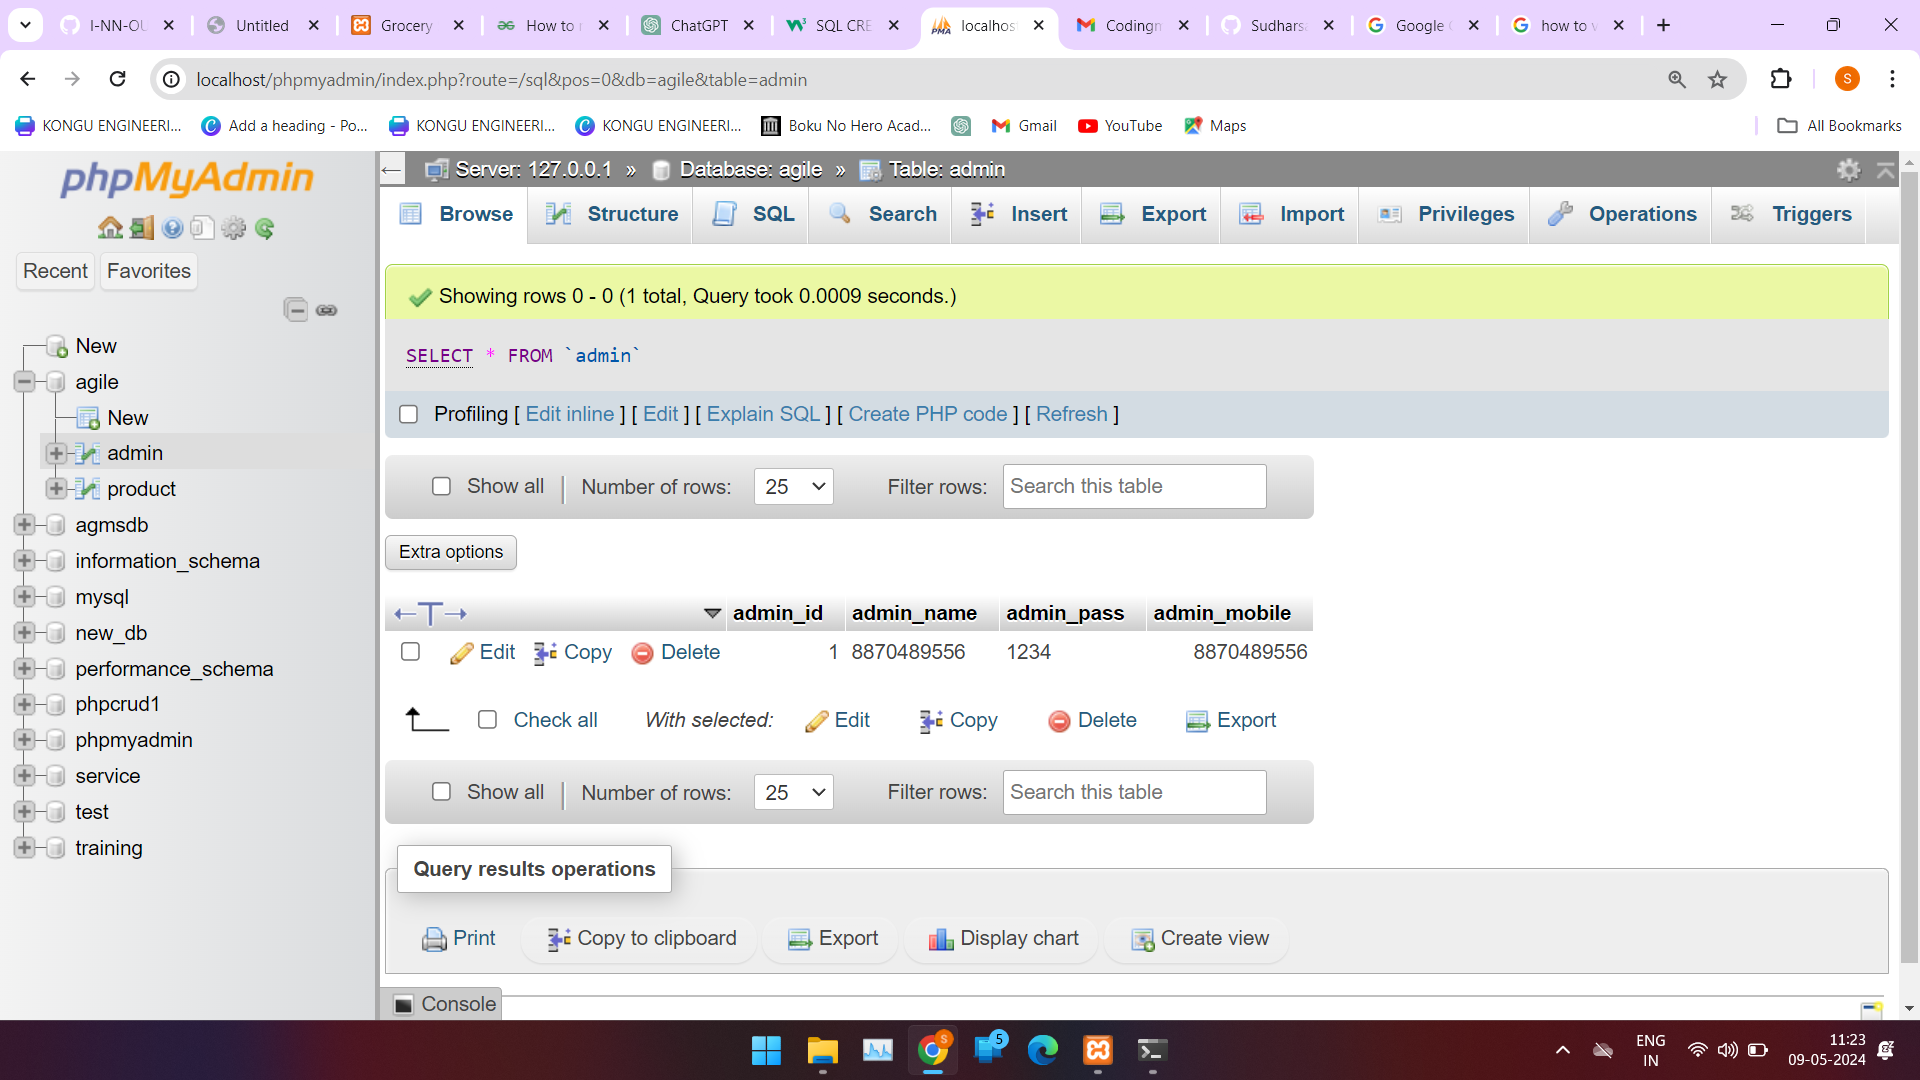 I-NN-OU
Untitled
Grocery
How to r
ChatGPT
SQL CRE
localhost
Codingn
Sudharsa
Google C
how to v
localhost/phpmyadmin/index.php?route=/sql&pos=0&db=agile&table=admin
S
KONGU ENGINEERI...
Add a heading - Po...
KONGU ENGINEERI...
KONGU ENGINEERI...
Boku No Hero Acad...
Gmail
YouTube
Maps
All Bookmarks
phpMyAdmin
Recent
Favorites
New
agile
New
admin
product
agmsdb
information_schema
mysql
new_db
performance_schema
phpcrud1
phpmyadmin
service
test
training
Server: 127.0.0.1 » Database: agile » Table: admin
Browse
Structure
SQL
Search
Insert
Export
Import
Privileges
Operations
Triggers
Showing rows 0 - 0 (1 total, Query took 0.0009 seconds.)
SELECT * FROM `admin`
Profiling [ Edit inline ] [ Edit ] [ Explain SQL ] [ Create PHP code ] [ Refresh ]
Show all
Number of rows: 25
Filter rows: Search this table
Extra options
admin_id admin_name admin_pass admin_mobile
Edit Copy Delete 1 8870489556 1234 8870489556
Check all With selected: Edit Copy Delete Export
Show all
Number of rows: 25
Filter rows: Search this table
Query results operations
Print
Copy to clipboard
Export
Display chart
Create view
Console
S
5
ENG
IN
11:23
09-05-2024